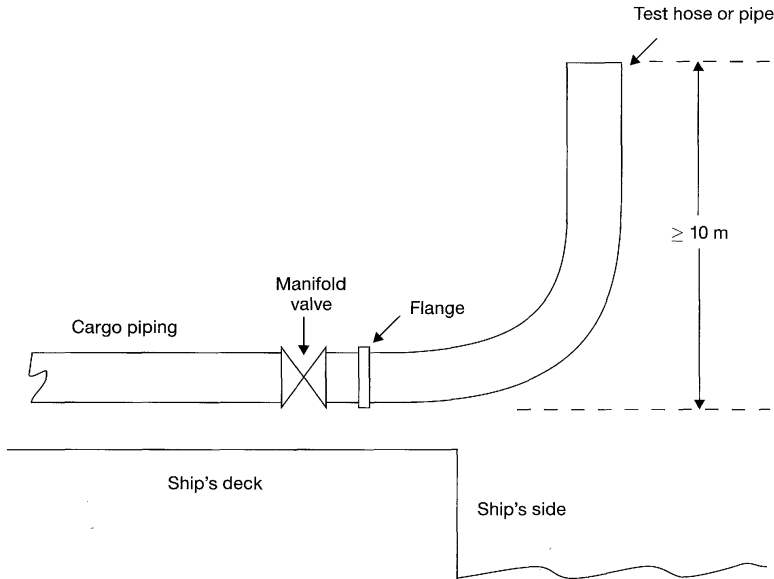 Test hose or pipe
≥ 10 m
Manifold
valve
Flange
Cargo piping
Ship's deck
Ship's side